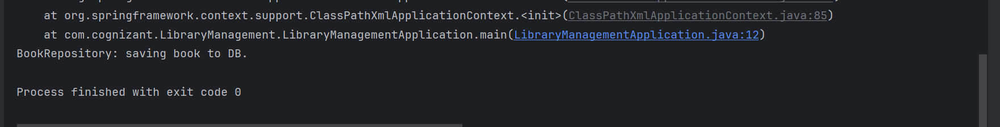 at org.springframework.context.support.ClassPathXmlApplicationContext.<init>(ClassPathXmlApplicationContext.java:85)
at com.cognizant.LibraryManagement.LibraryManagementApplication.main(LibraryManagementApplication.java:12)
BookRepository: saving book to DB.
Process finished with exit code 0